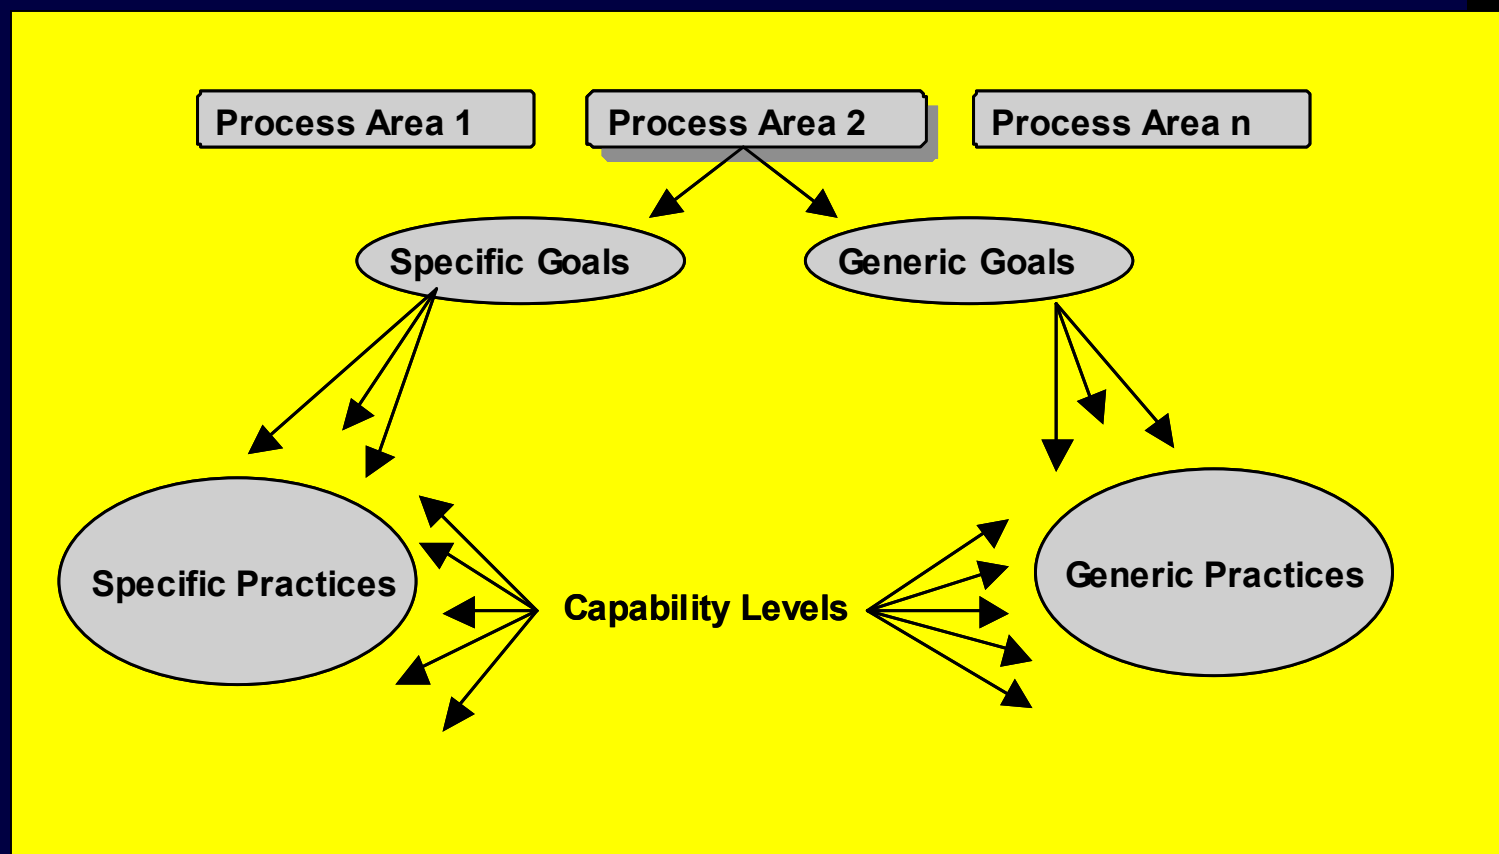 Process Area 1
Process Area 2
Process Area n
Specific Goals
Generic Goals
Specific Practices
Capability Levels
Generic Practices